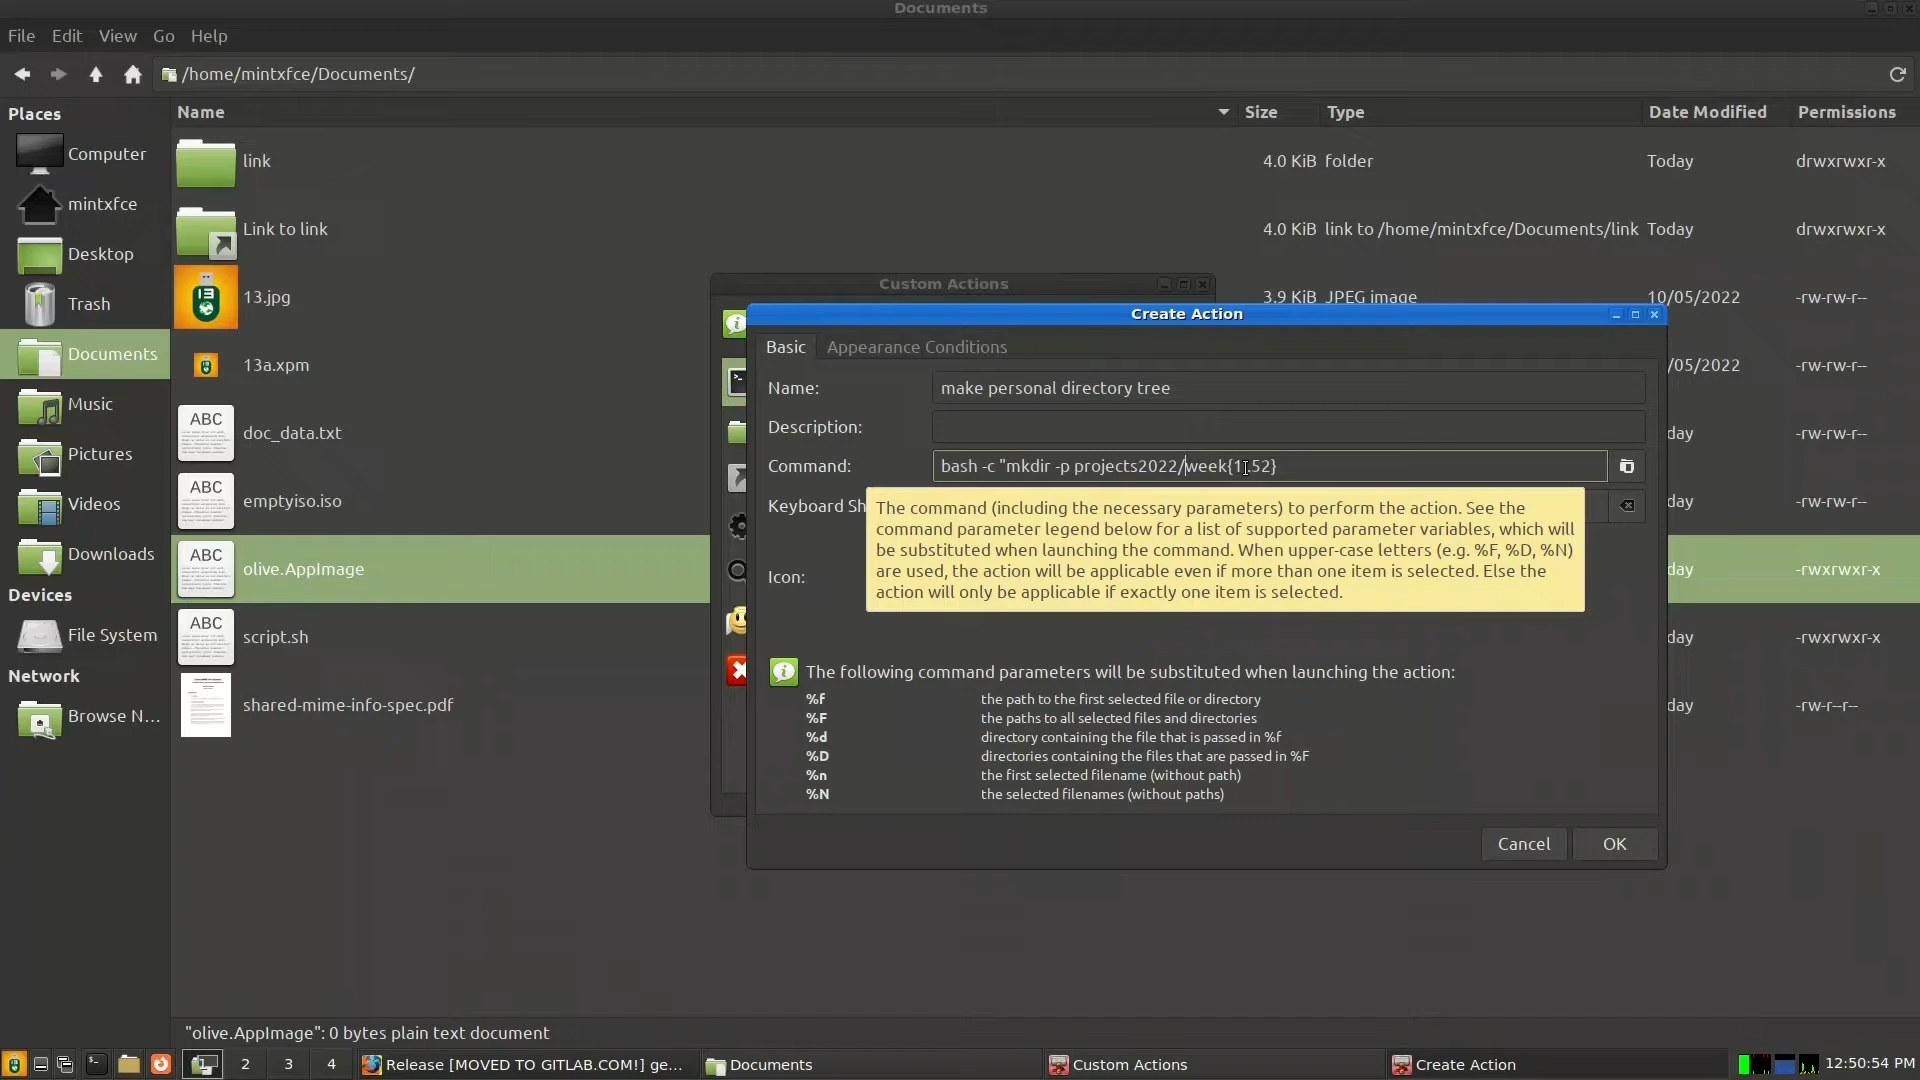 Documents
File Edit View Go Help
/home/mintxfce/Documents/
Places
Computer
mintxfce
Desktop
Trash
Documents
Music
Pictures
Videos
Downloads
Devices
File System
Network
Browse N...
Name Size Type Date Modified Permissions
link 4.0 KiB folder Today drwxrwxr-x
Link to link 4.0 KiB link to /home/mintxfce/Documents/link Today drwxrwxr-x
13.jpg 3.9 KiB JPEG image 10/05/2022 -rw-rw-r--
13a.xpm /05/2022 -rw-rw-r--
ABC doc_data.txt day -rw-rw-r--
ABC emptyiso.iso day -rw-rw-r--
ABC olive.AppImage day -rwxrwxr-x
ABC script.sh day -rwxrwxr-x
shared-mime-info-spec.pdf day -rw-r--r--
Custom Actions
Create Action
Basic Appearance Conditions
Name: make personal directory tree
Description:
Command: bash -c "mkdir -p projects2022/week{1..52}
Keyboard Sh
The command (including the necessary parameters) to perform the action. See the
command parameter legend below for a list of supported parameter variables, which will
be substituted when launching the command. When upper-case letters (e.g. %F, %D, %N)
are used, the action will be applicable even if more than one item is selected. Else the
action will only be applicable if exactly one item is selected.
Icon:
The following command parameters will be substituted when launching the action:
%f the path to the first selected file or directory
%F the paths to all selected files and directories
%d directory containing the file that is passed in %f
%D directories containing the files that are passed in %F
%n the first selected filename (without path)
%N the selected filenames (without paths)
Cancel OK
"olive.AppImage": 0 bytes plain text document
1 2 3 4 Release [MOVED TO GITLAB.COM!] ge... Documents Custom Actions Create Action 12:50:54 PM